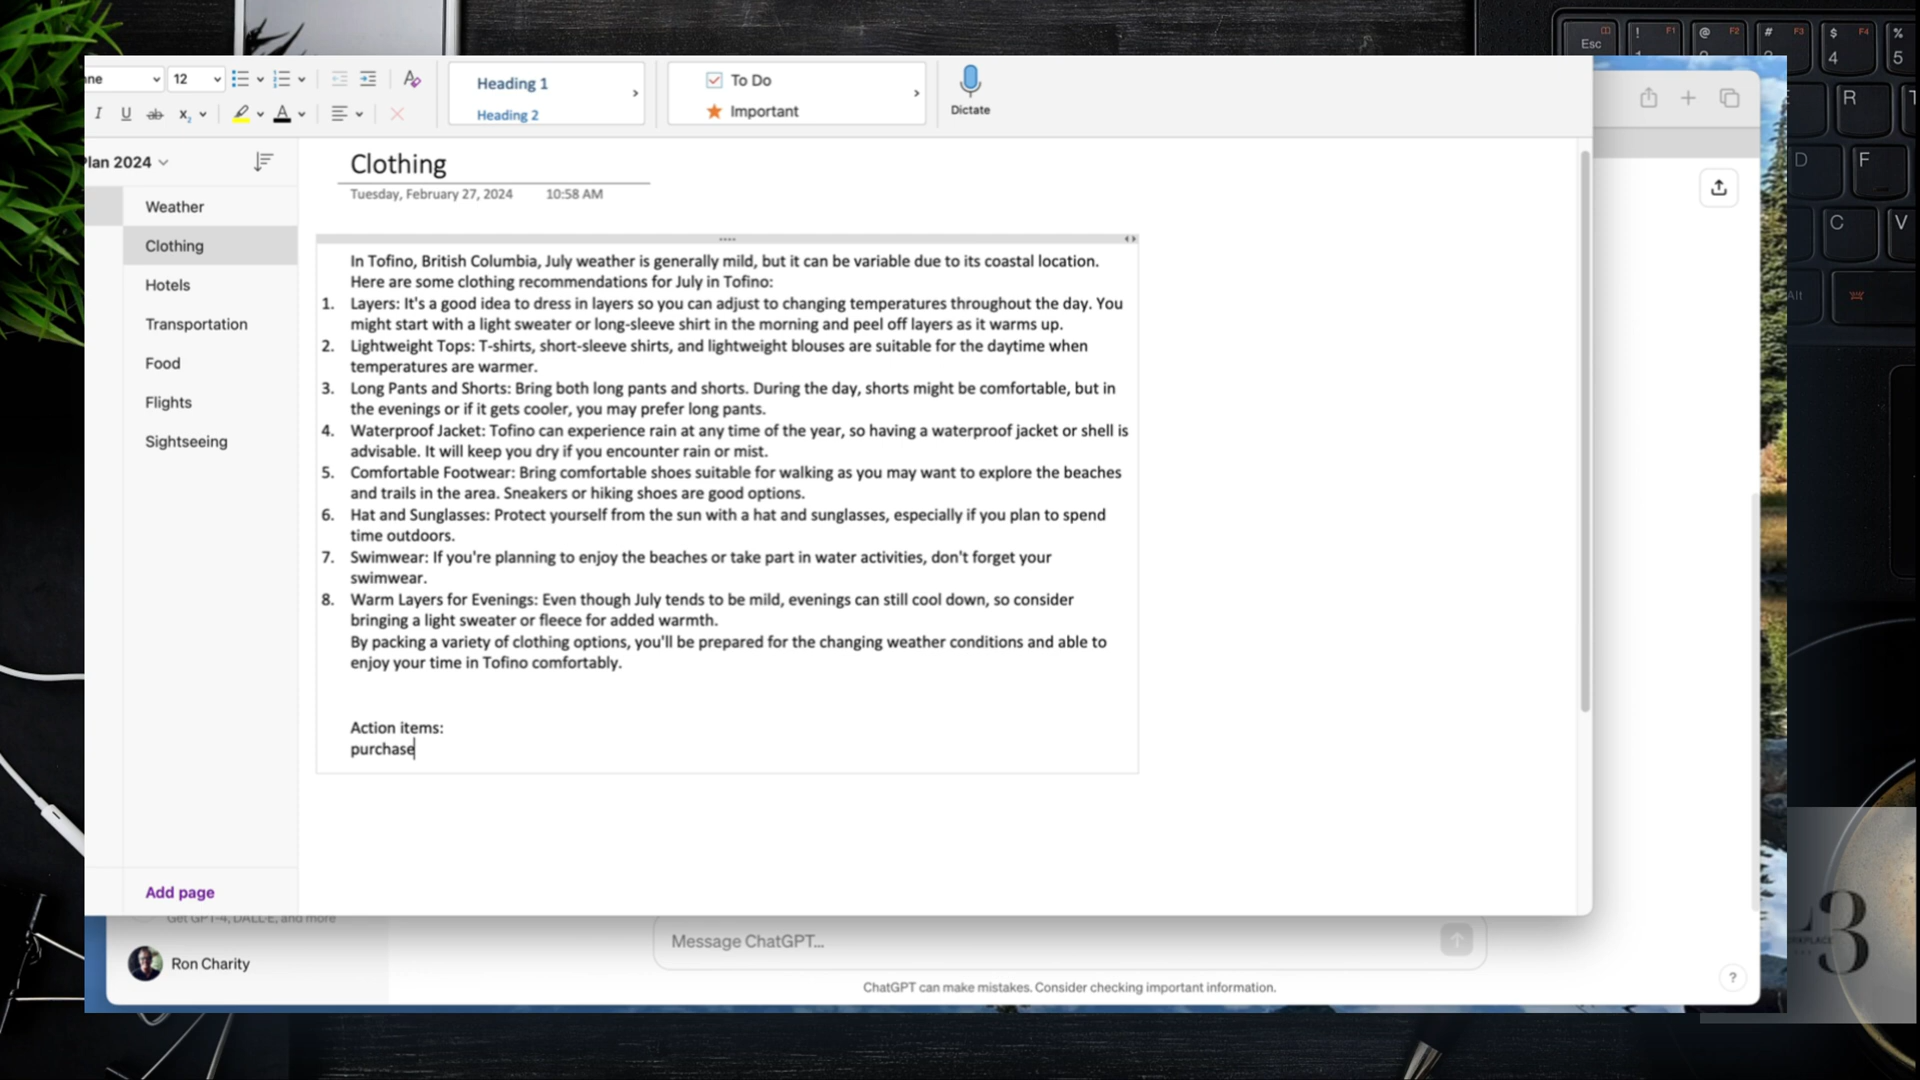 Esc
! F1
@ F2
# F3
$ F4
%
4
5
R
D
F
C
V
Alt
12
Heading 1
Heading 2
To Do
Important
Dictate
I U ab x₂ A
Plan 2024
Weather
Clothing
Hotels
Transportation
Food
Flights
Sightseeing
Add page
Clothing
Tuesday, February 27, 2024 10:58 AM
In Tofino, British Columbia, July weather is generally mild, but it can be variable due to its coastal location.
Here are some clothing recommendations for July in Tofino:
1. Layers: It's a good idea to dress in layers so you can adjust to changing temperatures throughout the day. You
might start with a light sweater or long-sleeve shirt in the morning and peel off layers as it warms up.
2. Lightweight Tops: T-shirts, short-sleeve shirts, and lightweight blouses are suitable for the daytime when
temperatures are warmer.
3. Long Pants and Shorts: Bring both long pants and shorts. During the day, shorts might be comfortable, but in
the evenings or if it gets cooler, you may prefer long pants.
4. Waterproof Jacket: Tofino can experience rain at any time of the year, so having a waterproof jacket or shell is
advisable. It will keep you dry if you encounter rain or mist.
5. Comfortable Footwear: Bring comfortable shoes suitable for walking as you may want to explore the beaches
and trails in the area. Sneakers or hiking shoes are good options.
6. Hat and Sunglasses: Protect yourself from the sun with a hat and sunglasses, especially if you plan to spend
time outdoors.
7. Swimwear: If you're planning to enjoy the beaches or take part in water activities, don't forget your
swimwear.
8. Warm Layers for Evenings: Even though July tends to be mild, evenings can still cool down, so consider
bringing a light sweater or fleece for added warmth.
By packing a variety of clothing options, you'll be prepared for the changing weather conditions and able to
enjoy your time in Tofino comfortably.
Action items:
purchase
Get GPT-4, DALL·E, and more
Ron Charity
Message ChatGPT...
ChatGPT can make mistakes. Consider checking important information.
?
3